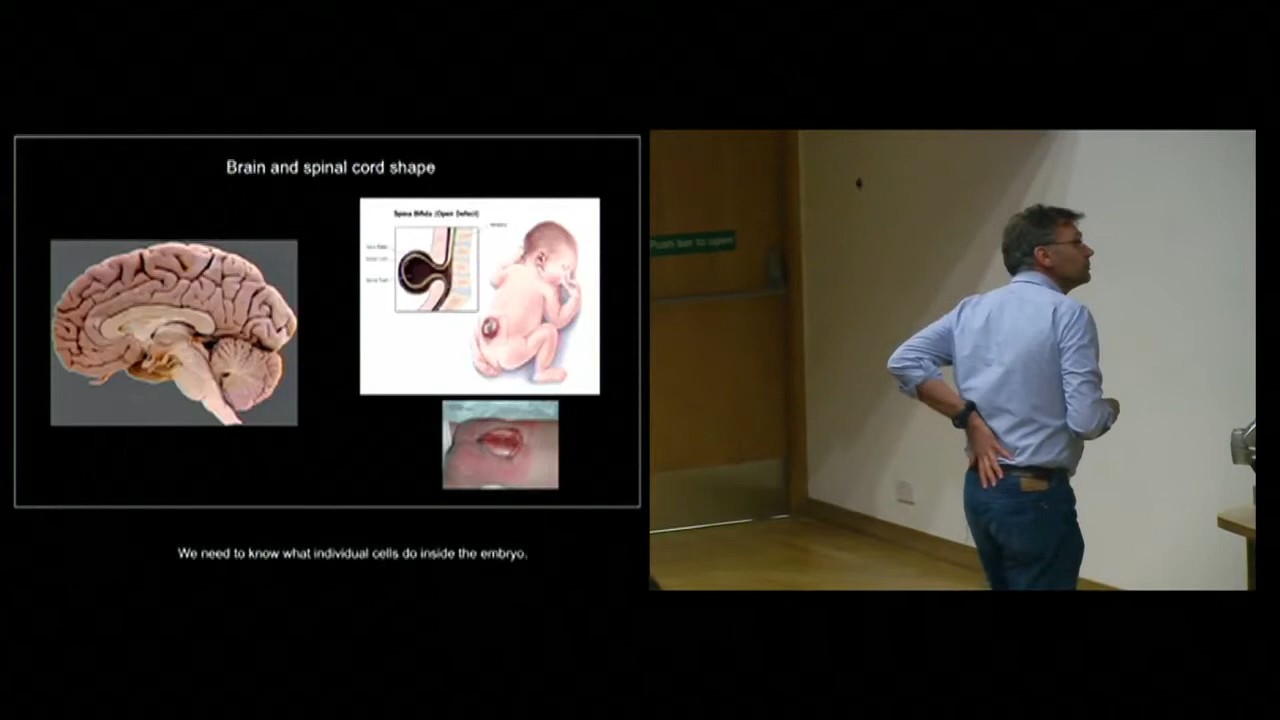 Brain and spinal cord shape
Spina Bifida (Open Defect)
We need to know what individual cells do inside the embryo.
Push bar to open